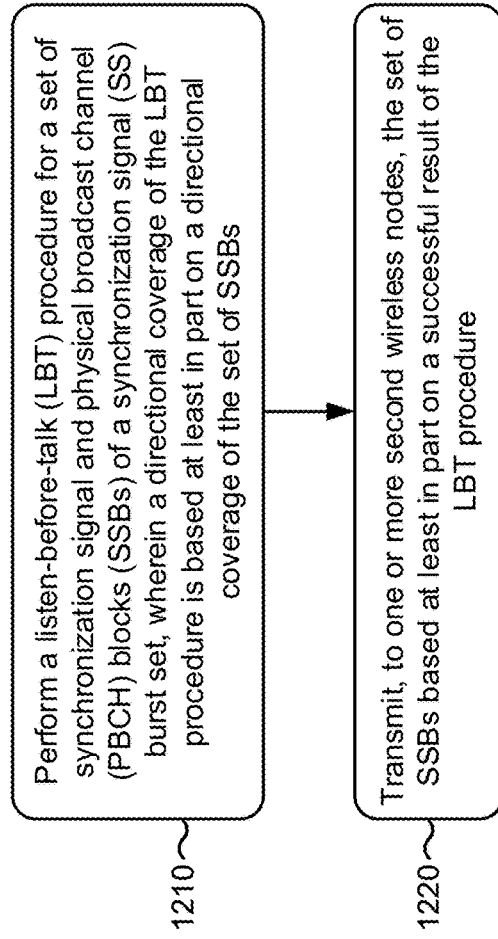 1210
Perform a listen-before-talk (LBT) procedure for a set of
synchronization signal and physical broadcast channel
(PBCH) blocks (SSBs) of a synchronization signal (SS)
burst set, wherein a directional coverage of the LBT
procedure is based at least in part on a directional
coverage of the set of SSBs
1220
Transmit, to one or more second wireless nodes, the set of
SSBs based at least in part on a successful result of the
LBT procedure